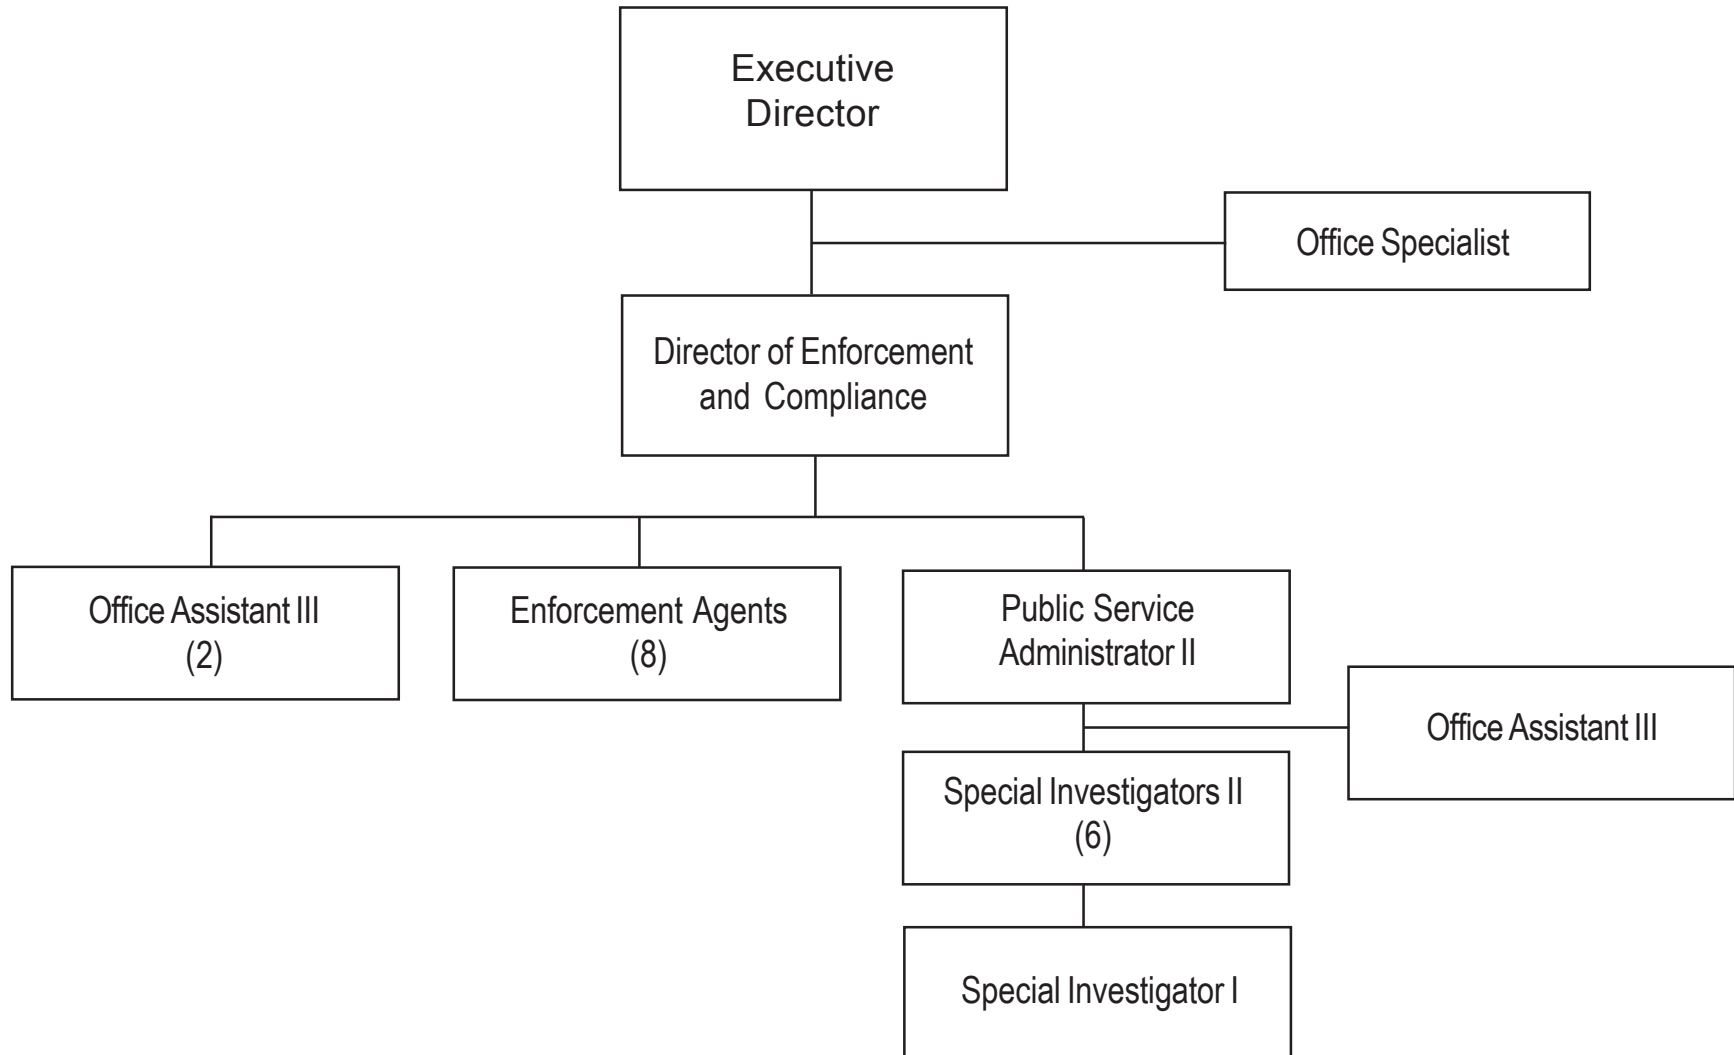 Executive
Director
Office Specialist
Director of Enforcement
and Compliance
Office Assistant III
(2)
Enforcement Agents
(8)
Public Service
Administrator II
Office Assistant III
Special Investigators II
(6)
Special Investigator I